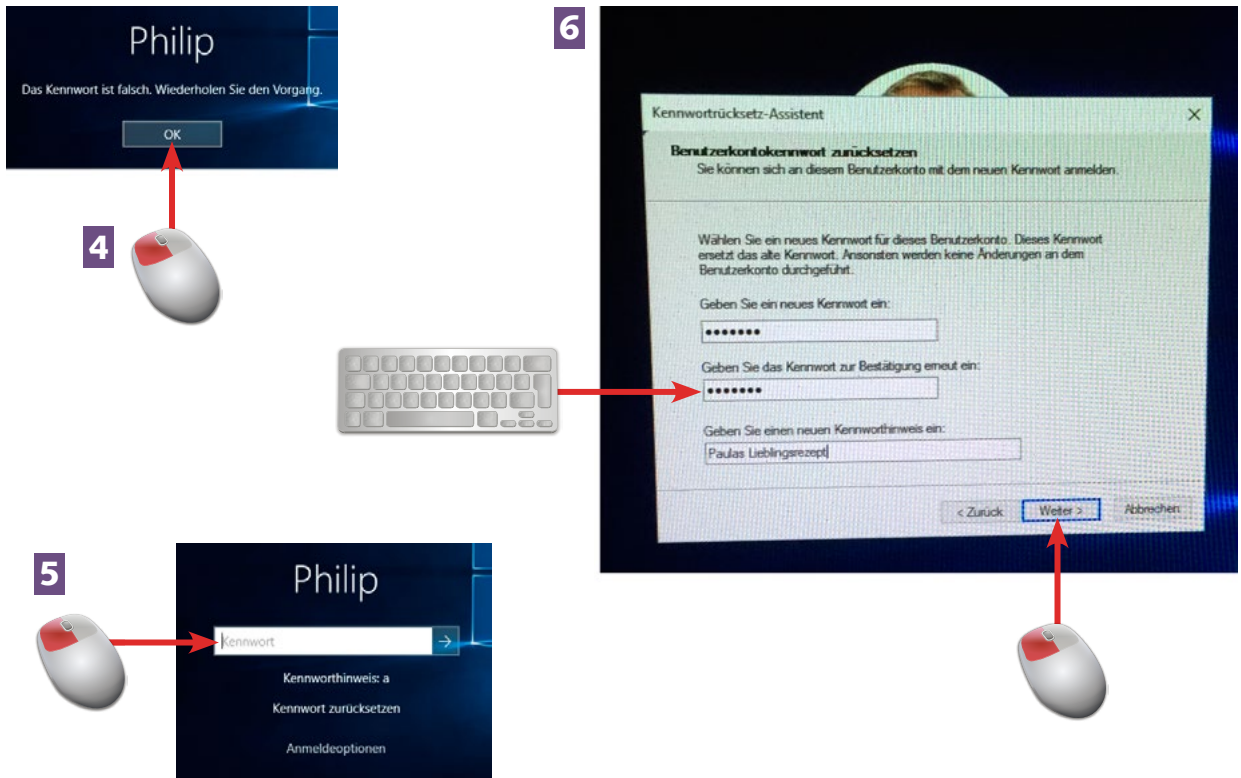 Philip
Das Kennwort ist falsch. Wiederholen Sie den Vorgang.
OK
4
5
Philip
Kennwort
Kennworthinweis: a
Kennwort zurücksetzen
Anmeldeoptionen
6
Kennwortrücksetz-Assistent
Benutzerkontokennwort zurücksetzen
Sie können sich an diesem Benutzerkonto mit dem neuen Kennwort anmelden.
Wählen Sie ein neues Kennwort für dieses Benutzerkonto. Dieses Kennwort
ersetzt das alte Kennwort. Ansonsten werden keine Änderungen an dem
Benutzerkonto durchgeführt.
Geben Sie ein neues Kennwort ein:
•••••••
Geben Sie das Kennwort zur Bestätigung erneut ein:
•••••••
Geben Sie einen neuen Kennworthinweis ein:
Paulas Lieblingsrezept
< Zurück
Weiter >
Abbrechen